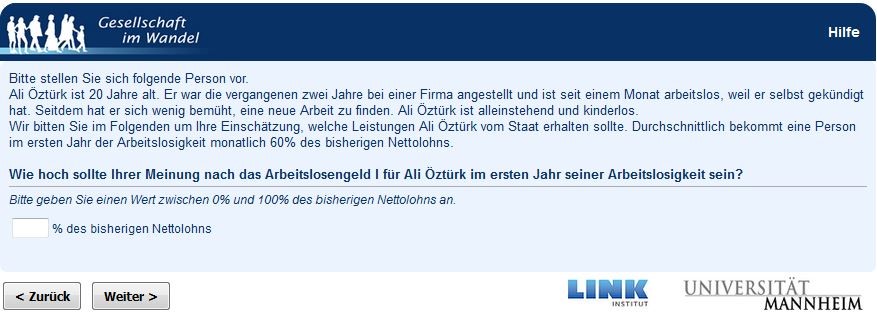 Gesellschaft
im Wandel
Hilfe
Bitte stellen Sie sich folgende Person vor.
Ali Öztürk ist 20 Jahre alt. Er war die vergangenen zwei Jahre bei einer Firma angestellt und ist seit einem Monat arbeitslos, weil er selbst gekündigt
hat. Seitdem hat er sich wenig bemüht, eine neue Arbeit zu finden. Ali Öztürk ist alleinstehend und kinderlos.
Wir bitten Sie im Folgenden um Ihre Einschätzung, welche Leistungen Ali Öztürk vom Staat erhalten sollte. Durchschnittlich bekommt eine Person
im ersten Jahr der Arbeitslosigkeit monatlich 60% des bisherigen Nettolohns.
Wie hoch sollte Ihrer Meinung nach das Arbeitslosengeld I für Ali Öztürk im ersten Jahr seiner Arbeitslosigkeit sein?
Bitte geben Sie einen Wert zwischen 0% und 100% des bisherigen Nettolohns an.
% des bisherigen Nettolohns
< Zurück
Weiter >
LINK
INSTITUT
UNIVERSITÄT
MANNHEIM